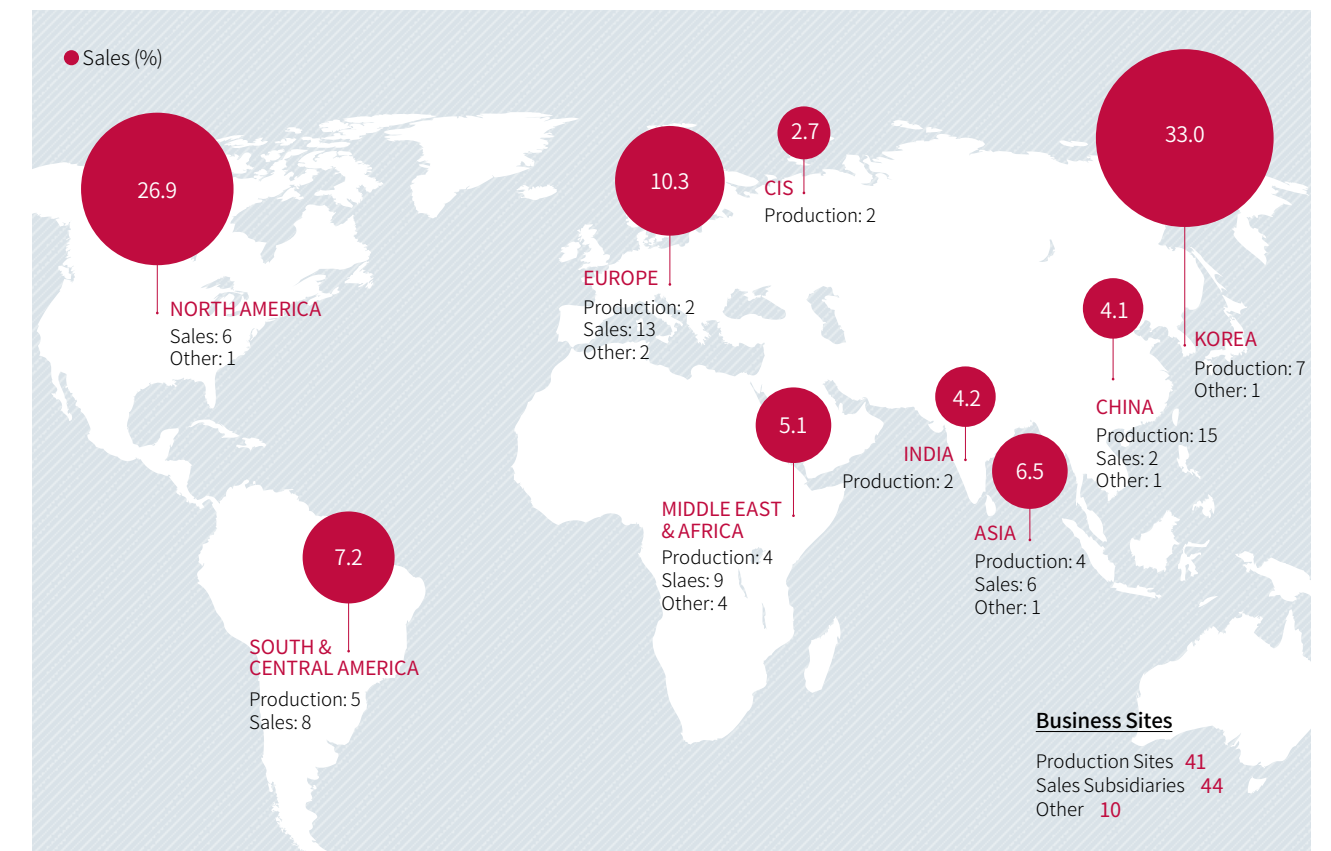 Sales (%)
26.9
NORTH AMERICA
Sales: 6
Other: 1
7.2
SOUTH &
CENTRAL AMERICA
Production: 5
Sales: 8
10.3
EUROPE
Production: 2
Sales: 13
Other: 2
2.7
CIS
Production: 2
5.1
MIDDLE EAST
& AFRICA
Production: 4
Slaes: 9
Other: 4
4.2
INDIA
Production: 2
6.5
ASIA
Production: 4
Sales: 6
Other: 1
4.1
CHINA
Production: 15
Sales: 2
Other: 1
33.0
KOREA
Production: 7
Other: 1
Business Sites
Production Sites 41
Sales Subsidiaries 44
Other 10